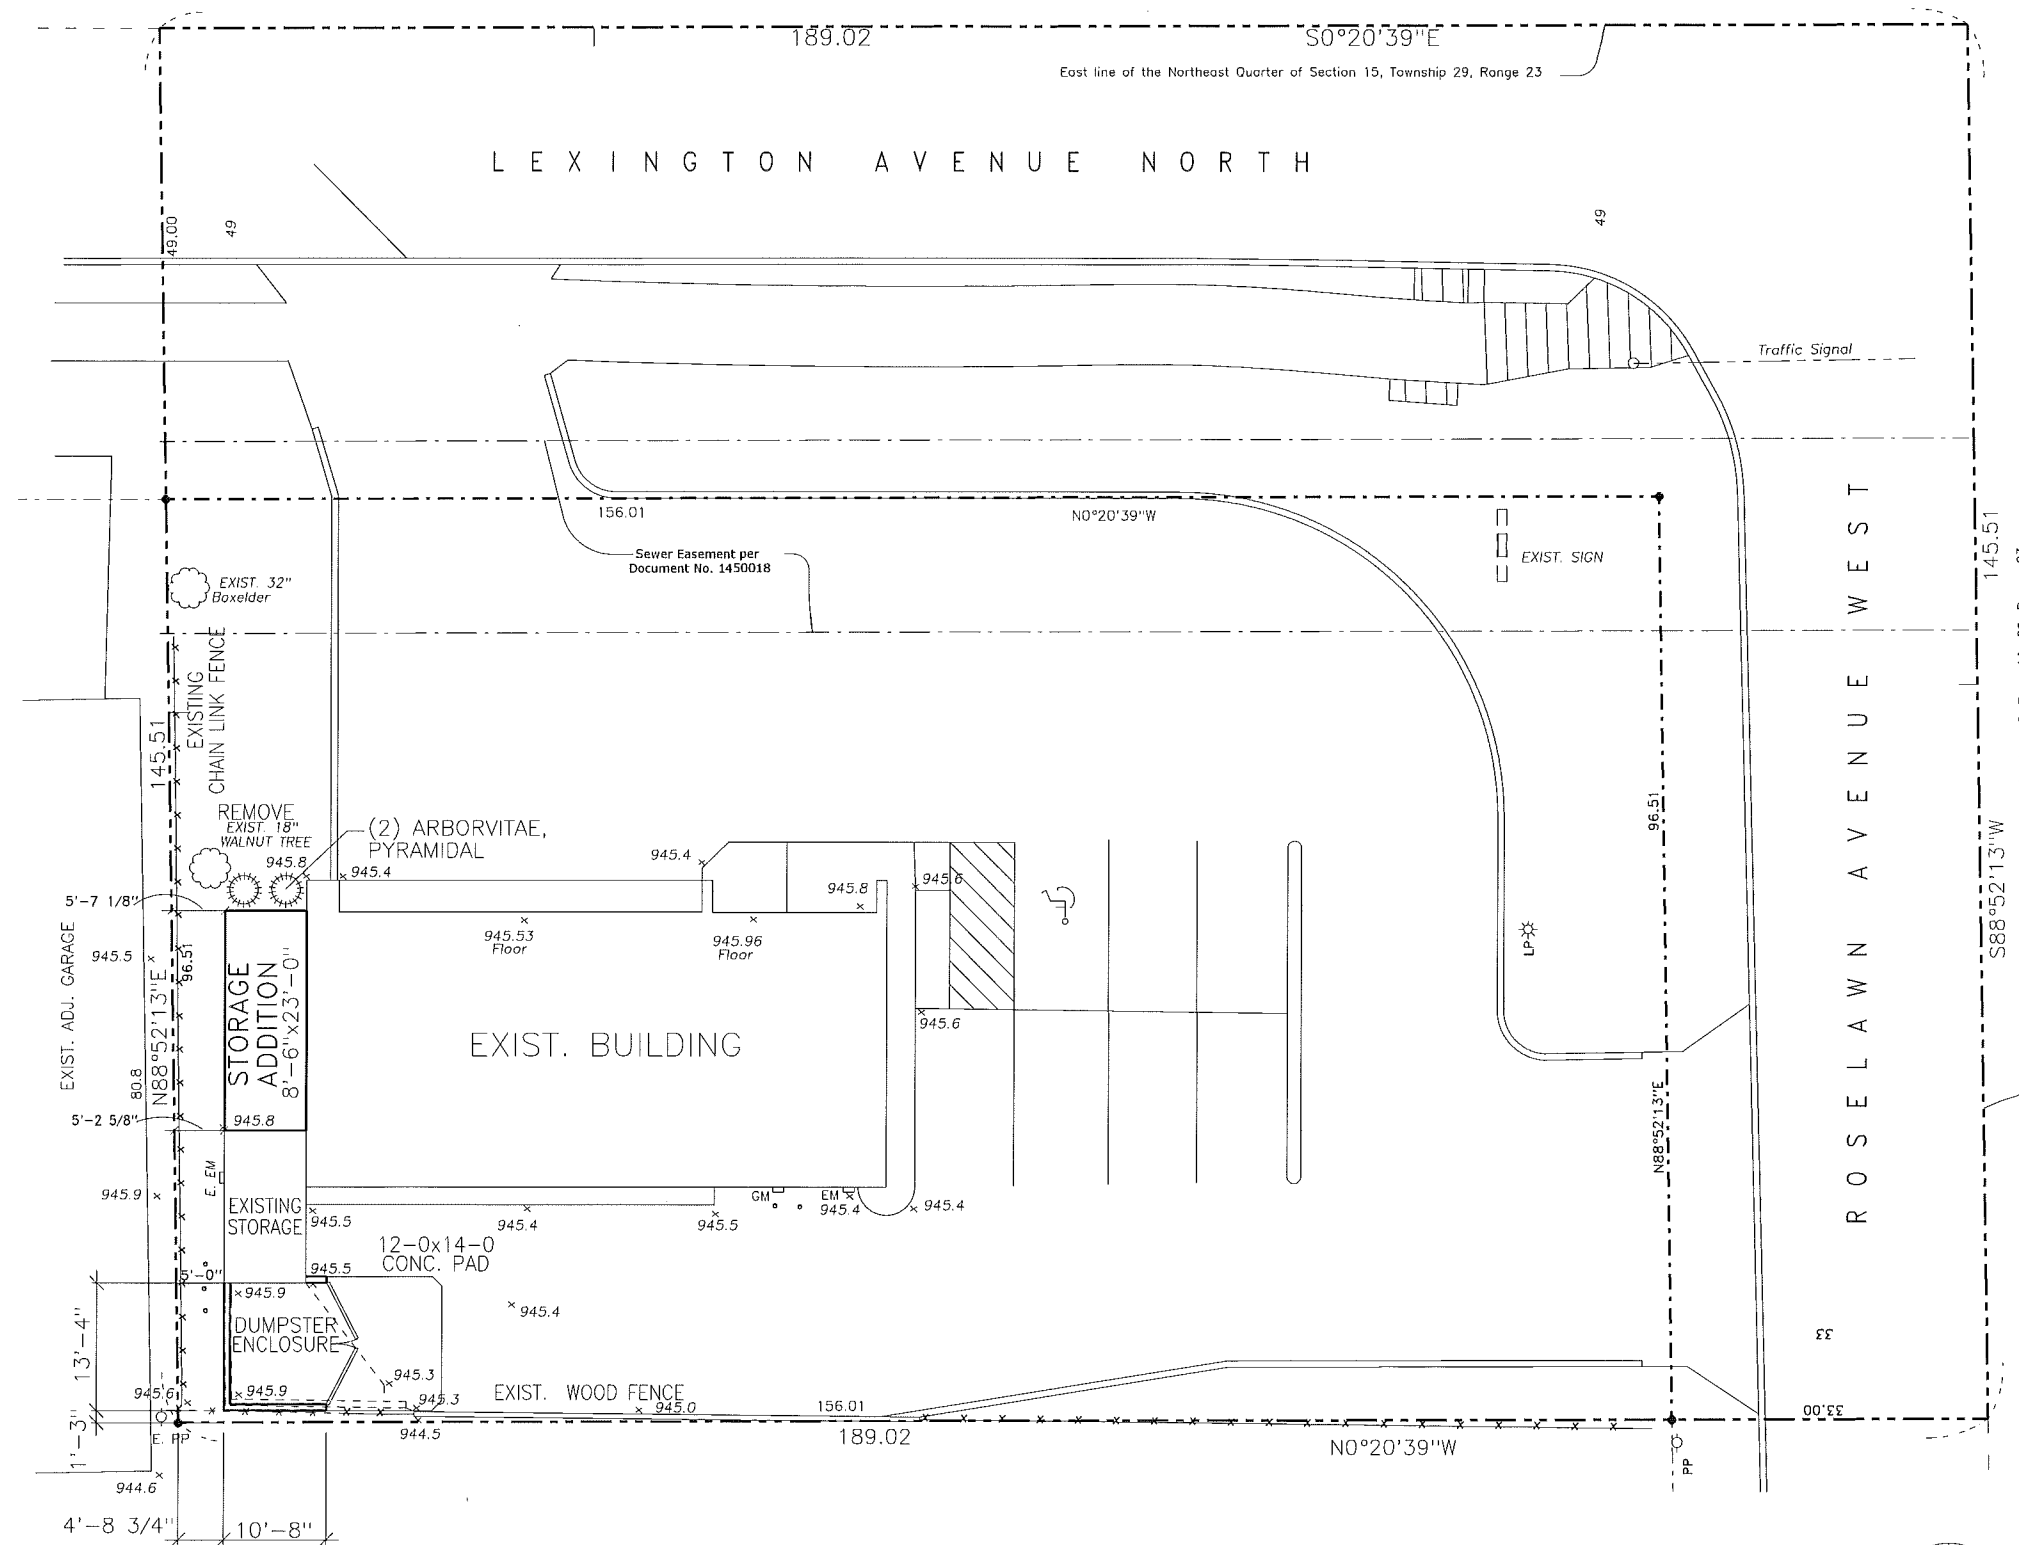 189.02
S0°20'39"E
East line of the Northeast Quarter of Section 15, Township 29, Range 23
LEXINGTON AVENUE NORTH
49.00
49
49
Traffic Signal
156.01
N0°20'39"W
Sewer Easement per
Document No. 1450018
EXIST. SIGN
EXIST. 32"
Boxelder
EXISTING
CHAIN LINK FENCE
145.51
145.51
ROSELAWN AVENUE WEST
S88°52'13"W
96.51
REMOVE
EXIST. 18"
WALNUT TREE
(2) ARBORVITAE,
PYRAMIDAL
945.8
945.4
945.4
945.8
945.6
5'-7 1/8"
945.5
EXIST. ADJ. GARAGE
96.51
N88°52'13"E
80.8
STORAGE
ADDITION
8'-6"x23'-0"
945.53
Floor
945.96
Floor
LP
EXIST. BUILDING
945.6
5'-2 5/8"
945.8
N88°52'13"E
E. EM
945.9
EXISTING
STORAGE
945.5
945.4
945.5
GM
EM
945.4
945.4
12-0x14-0
CONC. PAD
945.5
5'-0"
945.9
945.4
DUMPSTER
ENCLOSURE
13'-4"
33
945.6
945.9
945.3
945.3
EXIST. WOOD FENCE
945.0
156.01
33.00
1'-3"
E. PP
944.5
189.02
N0°20'39"W
PP
944.6
4'-8 3/4"
10'-8"